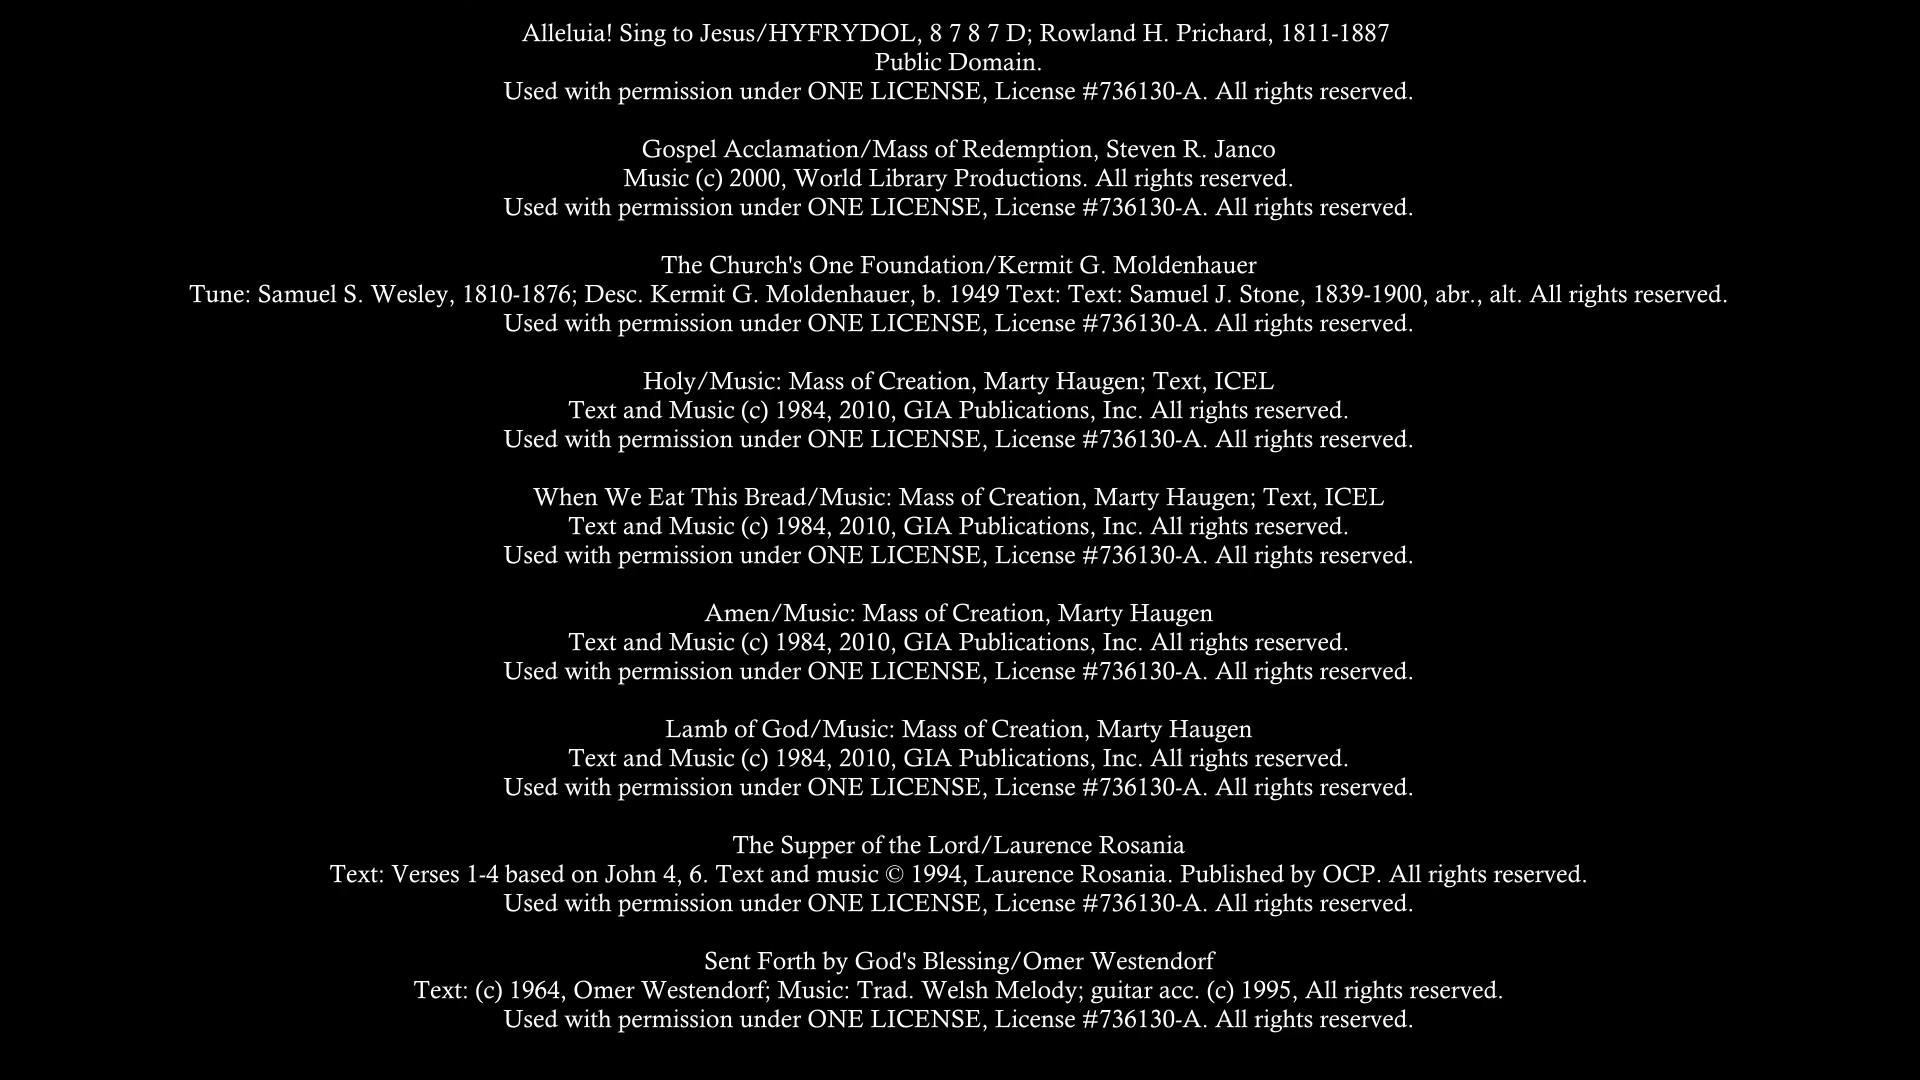 Alleluia! Sing to Jesus/HYFRYDOL, 8 7 8 7 D; Rowland H. Prichard, 1811-1887
Public Domain.
Used with permission under ONE LICENSE, License #736130-A. All rights reserved.
Gospel Acclamation/Mass of Redemption, Steven R. Janco
Music (c) 2000, World Library Productions. All rights reserved.
Used with permission under ONE LICENSE, License #736130-A. All rights reserved.
The Church's One Foundation/Kermit G. Moldenhauer
Tune: Samuel S. Wesley, 1810-1876; Desc. Kermit G. Moldenhauer, b. 1949 Text: Text: Samuel J. Stone, 1839-1900, abr., alt. All rights reserved.
Used with permission under ONE LICENSE, License #736130-A. All rights reserved.
Holy/Music: Mass of Creation, Marty Haugen; Text, ICEL
Text and Music (c) 1984, 2010, GIA Publications, Inc. All rights reserved.
Used with permission under ONE LICENSE, License #736130-A. All rights reserved.
When We Eat This Bread/Music: Mass of Creation, Marty Haugen; Text, ICEL
Text and Music (c) 1984, 2010, GIA Publications, Inc. All rights reserved.
Used with permission under ONE LICENSE, License #736130-A. All rights reserved.
Amen/Music: Mass of Creation, Marty Haugen
Text and Music (c) 1984, 2010, GIA Publications, Inc. All rights reserved.
Used with permission under ONE LICENSE, License #736130-A. All rights reserved.
Lamb of God/Music: Mass of Creation, Marty Haugen
Text and Music (c) 1984, 2010, GIA Publications, Inc. All rights reserved.
Used with permission under ONE LICENSE, License #736130-A. All rights reserved.
The Supper of the Lord/Laurence Rosania
Text: Verses 1-4 based on John 4, 6. Text and music © 1994, Laurence Rosania. Published by OCP. All rights reserved.
Used with permission under ONE LICENSE, License #736130-A. All rights reserved.
Sent Forth by God's Blessing/Omer Westendorf
Text: (c) 1964, Omer Westendorf; Music: Trad. Welsh Melody; guitar acc. (c) 1995, All rights reserved.
Used with permission under ONE LICENSE, License #736130-A. All rights reserved.